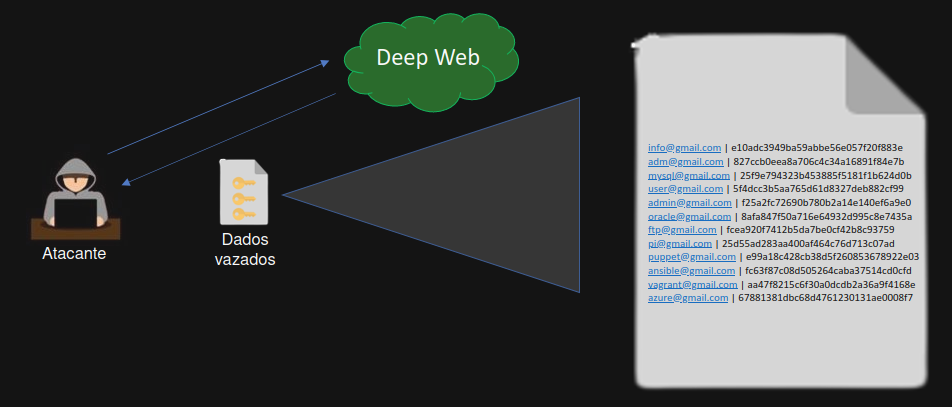 Deep Web
Atacante
Dados
vazados
info@gmail.com | e10adc3949ba59abbe56e057f20f883e
adm@gmail.com | 827ccb0eea8a706c4c34a16891f84e7b
mysql@gmail.com | 25f9e794323b453885f5181f1b624d0b
user@gmail.com | 5f4dcc3b5aa765d61d8327deb882cf99
admin@gmail.com | f25a2fc72690b780b2a14e140ef6a9e0
oracle@gmail.com | 8afa847f50a716e64932d995c8e7435a
ftp@gmail.com | fcea920f7412b5da7be0cf42b8c93759
pi@gmail.com | 25d55ad283aa400af464c76d713c07ad
puppet@gmail.com | e99a18c428cb38d5f260853678922e03
ansible@gmail.com | fc63f87c08d505264caba37514cd0cfd
vagrant@gmail.com | aa47f8215c6f30a0dcdb2a36a9f4168e
azure@gmail.com | 67881381dbc68d4761230131ae0008f7